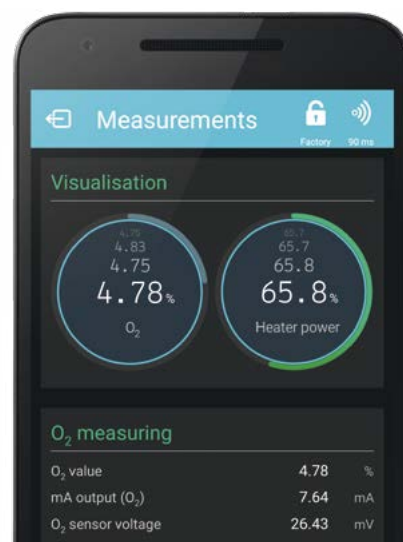 Measurements
Factory
90 ms
Visualisation
4.75
4.83
4.75
4.78%
O₂
65.7
65.7
65.8
65.8%
Heater power
O₂ measuring
O₂ value 4.78 %
mA output (O₂) 7.64 mA
O₂ sensor voltage 26.43 mV